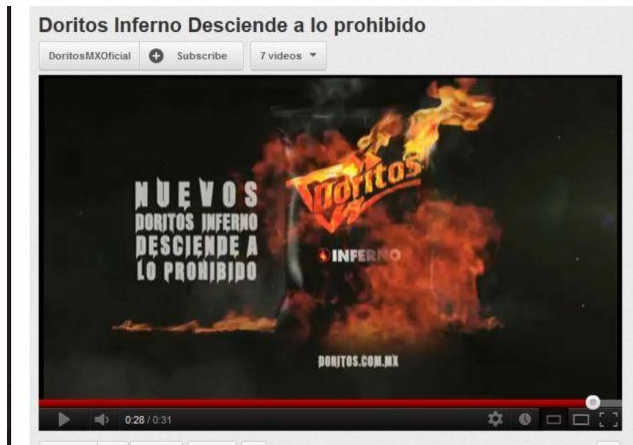 Doritos Inferno Desciende a lo prohibido
DoritosMXOficial Subscribe 7 videos
NUEVOS
DORITOS INFERNO
DESCIENDE A
LO PROHIBIDO
Doritos
INFERNO
DORITOS.COM.MX
0:28 / 0:31